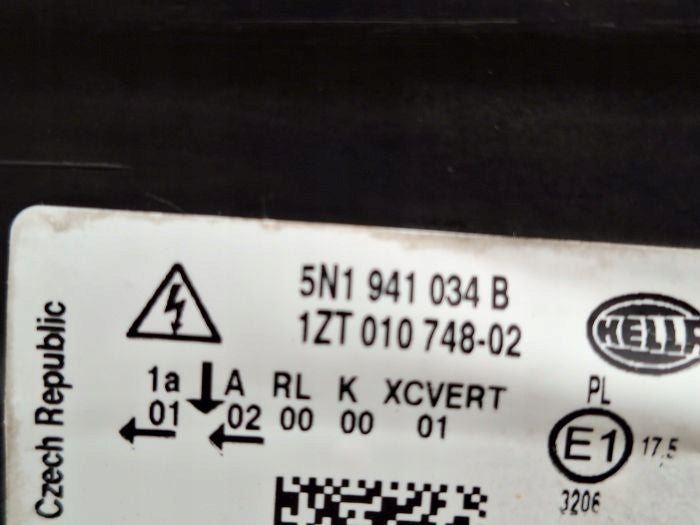 Czech Republic
5N1 941 034 B
1ZT 010 748-02
HELLA
1a A RL K XCVERT PL
01 02 00 00 01
E1 17.5
3206